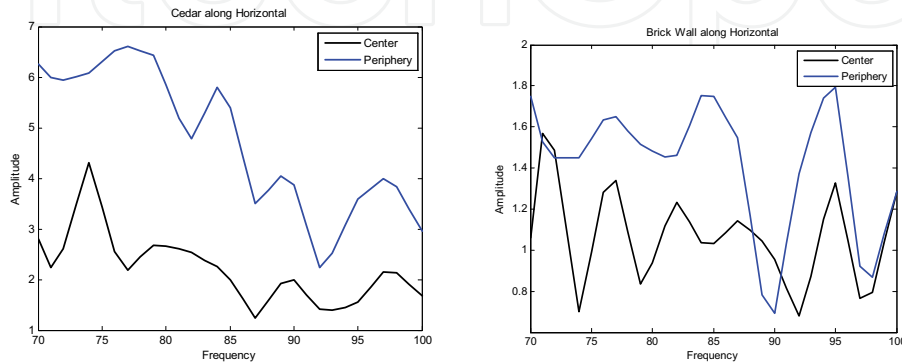 Cedar along Horizontal
7
6
5
4
3
2
1
Amplitude
70 75 80 85 90 95 100
Frequency
Center
Periphery
Brick Wall along Horizontal
2
1.8
1.6
1.4
1.2
1
0.8
Amplitude
70 75 80 85 90 95 100
Frequency
Center
Periphery